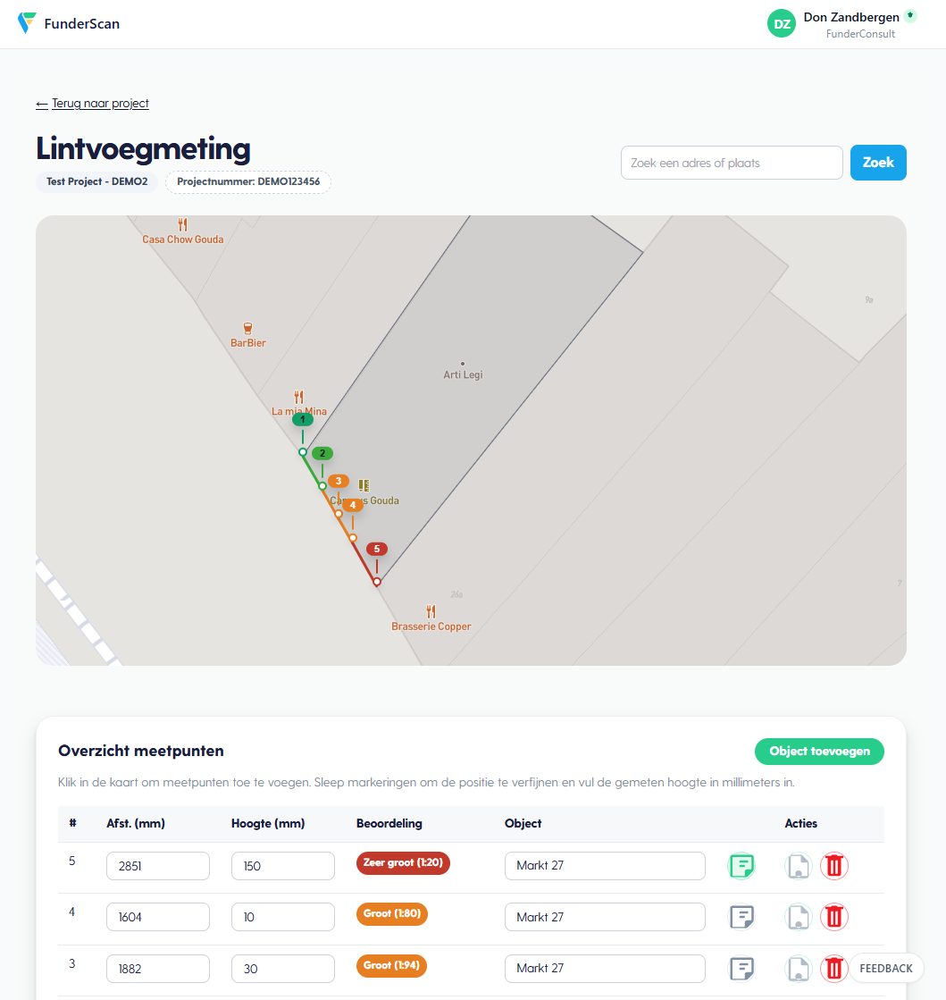 FunderScan
DZ
Don Zandbergen
FunderConsult
← Terug naar project
Lintvoegmeting
Test Project - DEMO2
Projectnummer: DEMO123456
Zoek een adres of plaats
Zoek
Casa Chow Gouda
9a
BarBier
Arti Legi
La mia Mina
1
2
3
Campus Gouda
4
5
26a
7
Brasserie Copper
Overzicht meetpunten
Object toevoegen
Klik in de kaart om meetpunten toe te voegen. Sleep markeringen om de positie te verfijnen en vul de gemeten hoogte in millimeters in.
# Afst. (mm) Hoogte (mm) Beoordeling Object Acties
5 2851 150 Zeer groot (1:20) Markt 27
4 1604 10 Groot (1:80) Markt 27
3 1882 30 Groot (1:94) Markt 27
FEEDBACK